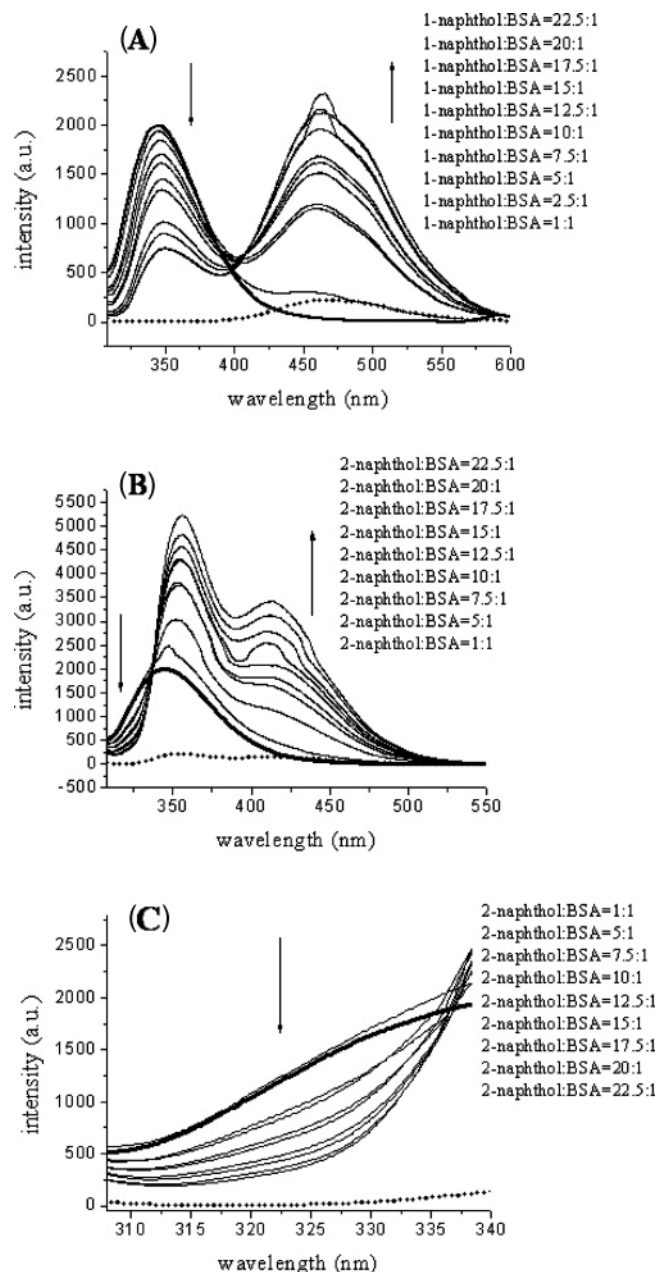 (A)
1-naphthol:BSA=22.5:1
1-naphthol:BSA=20:1
1-naphthol:BSA=17.5:1
1-naphthol:BSA=15:1
1-naphthol:BSA=12.5:1
1-naphthol:BSA=10:1
1-naphthol:BSA=7.5:1
1-naphthol:BSA=5:1
1-naphthol:BSA=2.5:1
1-naphthol:BSA=1:1
intensity (a.u.)
2500
2000
1500
1000
500
0
350 400 450 500 550 600
wavelength (nm)
(B)
2-naphthol:BSA=22.5:1
2-naphthol:BSA=20:1
2-naphthol:BSA=17.5:1
2-naphthol:BSA=15:1
2-naphthol:BSA=12.5:1
2-naphthol:BSA=10:1
2-naphthol:BSA=7.5:1
2-naphthol:BSA=5:1
2-naphthol:BSA=1:1
intensity (a.u.)
5500
5000
4500
4000
3500
3000
2500
2000
1500
1000
500
0
-500
350 400 450 500 550
wavelength (nm)
(C)
2-naphthol:BSA=1:1
2-naphthol:BSA=5:1
2-naphthol:BSA=7.5:1
2-naphthol:BSA=10:1
2-naphthol:BSA=12.5:1
2-naphthol:BSA=15:1
2-naphthol:BSA=17.5:1
2-naphthol:BSA=20:1
2-naphthol:BSA=22.5:1
intensity (a.u.)
2500
2000
1500
1000
500
0
310 315 320 325 330 335 340
wavelength (nm)